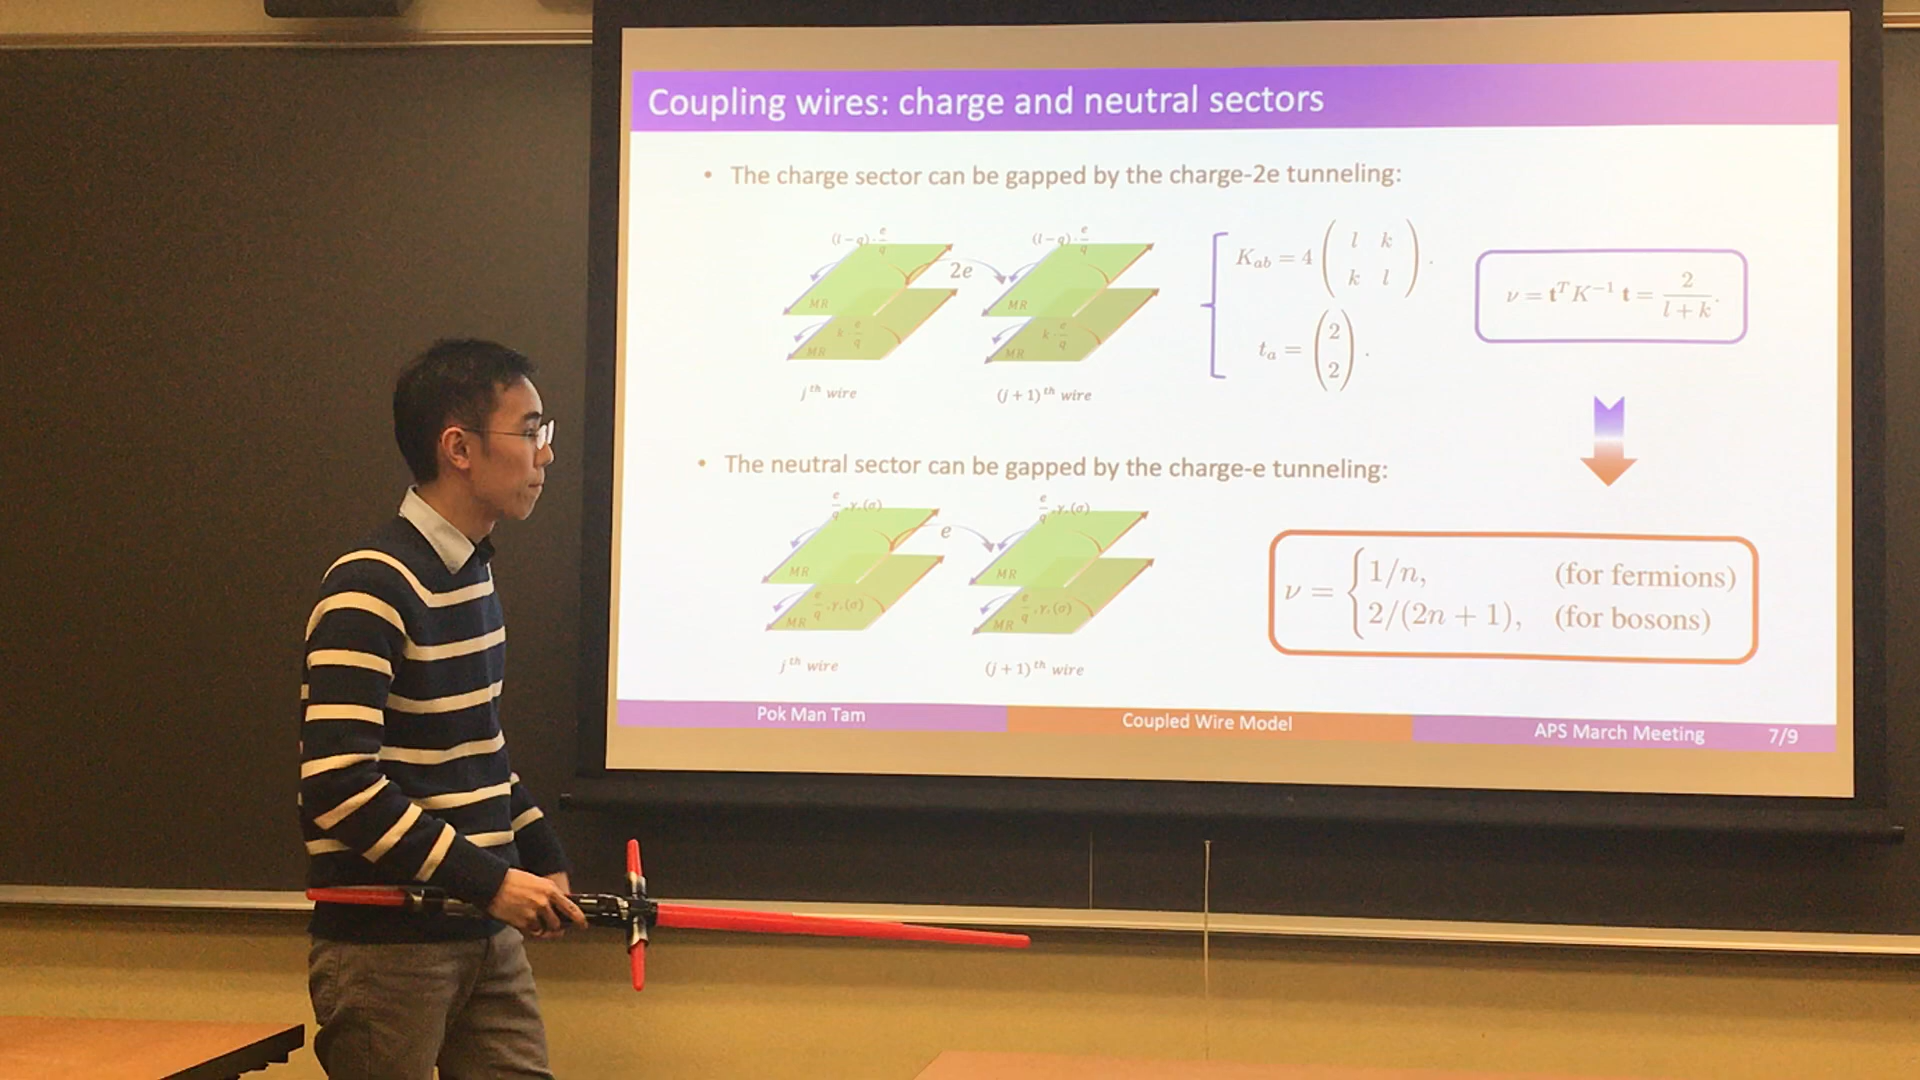 Coupling wires: charge and neutral sectors
• The charge sector can be gapped by the charge-2e tunneling:
(l−q)·e/q
(l−q)·e/q
2e
MR
MR
k·e/q
k·e/q
MR
MR
j^th wire
(j + 1)^th wire
K_ab = 4 ( l k
k l ) .
t_a = ( 2
2 ) .
ν = t^T K^−1 t = 2/(l + k).
• The neutral sector can be gapped by the charge-e tunneling:
e/q ,γ,(σ)
e/q ,γ,(σ)
e
MR
MR
e/q ,γ,(σ)
e/q ,γ,(σ)
MR
MR
j^th wire
(j + 1)^th wire
ν = { 1/n, (for fermions)
2/(2n + 1), (for bosons)
Pok Man Tam
Coupled Wire Model
APS March Meeting 7/9